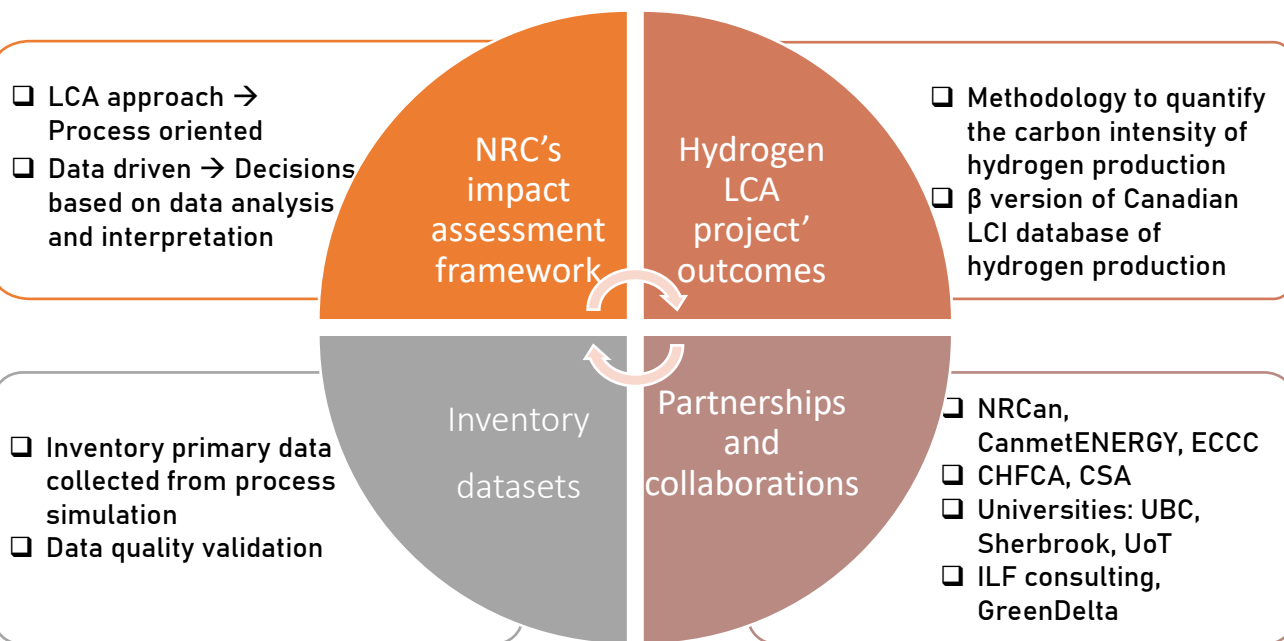 ❑ LCA approach →
Process oriented
❑ Data driven → Decisions
based on data analysis
and interpretation
NRC’s
impact
assessment
framework
Hydrogen
LCA
project’
outcomes
❑ Methodology to quantify
the carbon intensity of
hydrogen production
❑ β version of Canadian
LCI database of
hydrogen production
❑ Inventory primary data
collected from process
simulation
❑ Data quality validation
Inventory
datasets
Partnerships
and
collaborations
❑ NRCan,
CanmetENERGY, ECCC
❑ CHFCA, CSA
❑ Universities: UBC,
Sherbrook, UoT
❑ ILF consulting,
GreenDelta